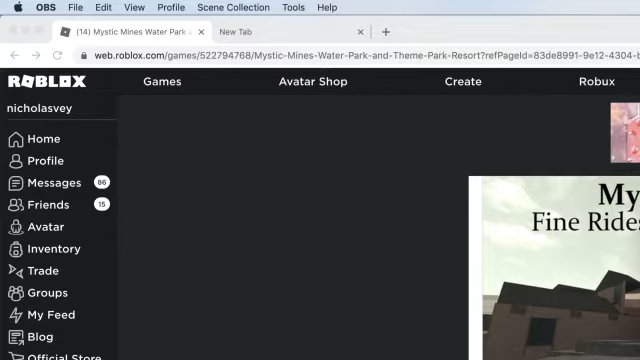 OBS File Edit View Profile Scene Collection Tools Help
(14) Mystic Mines Water Park a
New Tab
web.roblox.com/games/522794768/Mystic-Mines-Water-Park-and-Theme-Park-Resort?refPageId=83de8991-9e12-4304-b
ROBLOX Games Avatar Shop Create Robux
nicholasvey
Home
Profile
Messages 86
Friends 15
Avatar
Inventory
Trade
Groups
My Feed
Blog
Official Store
My
Fine Rides